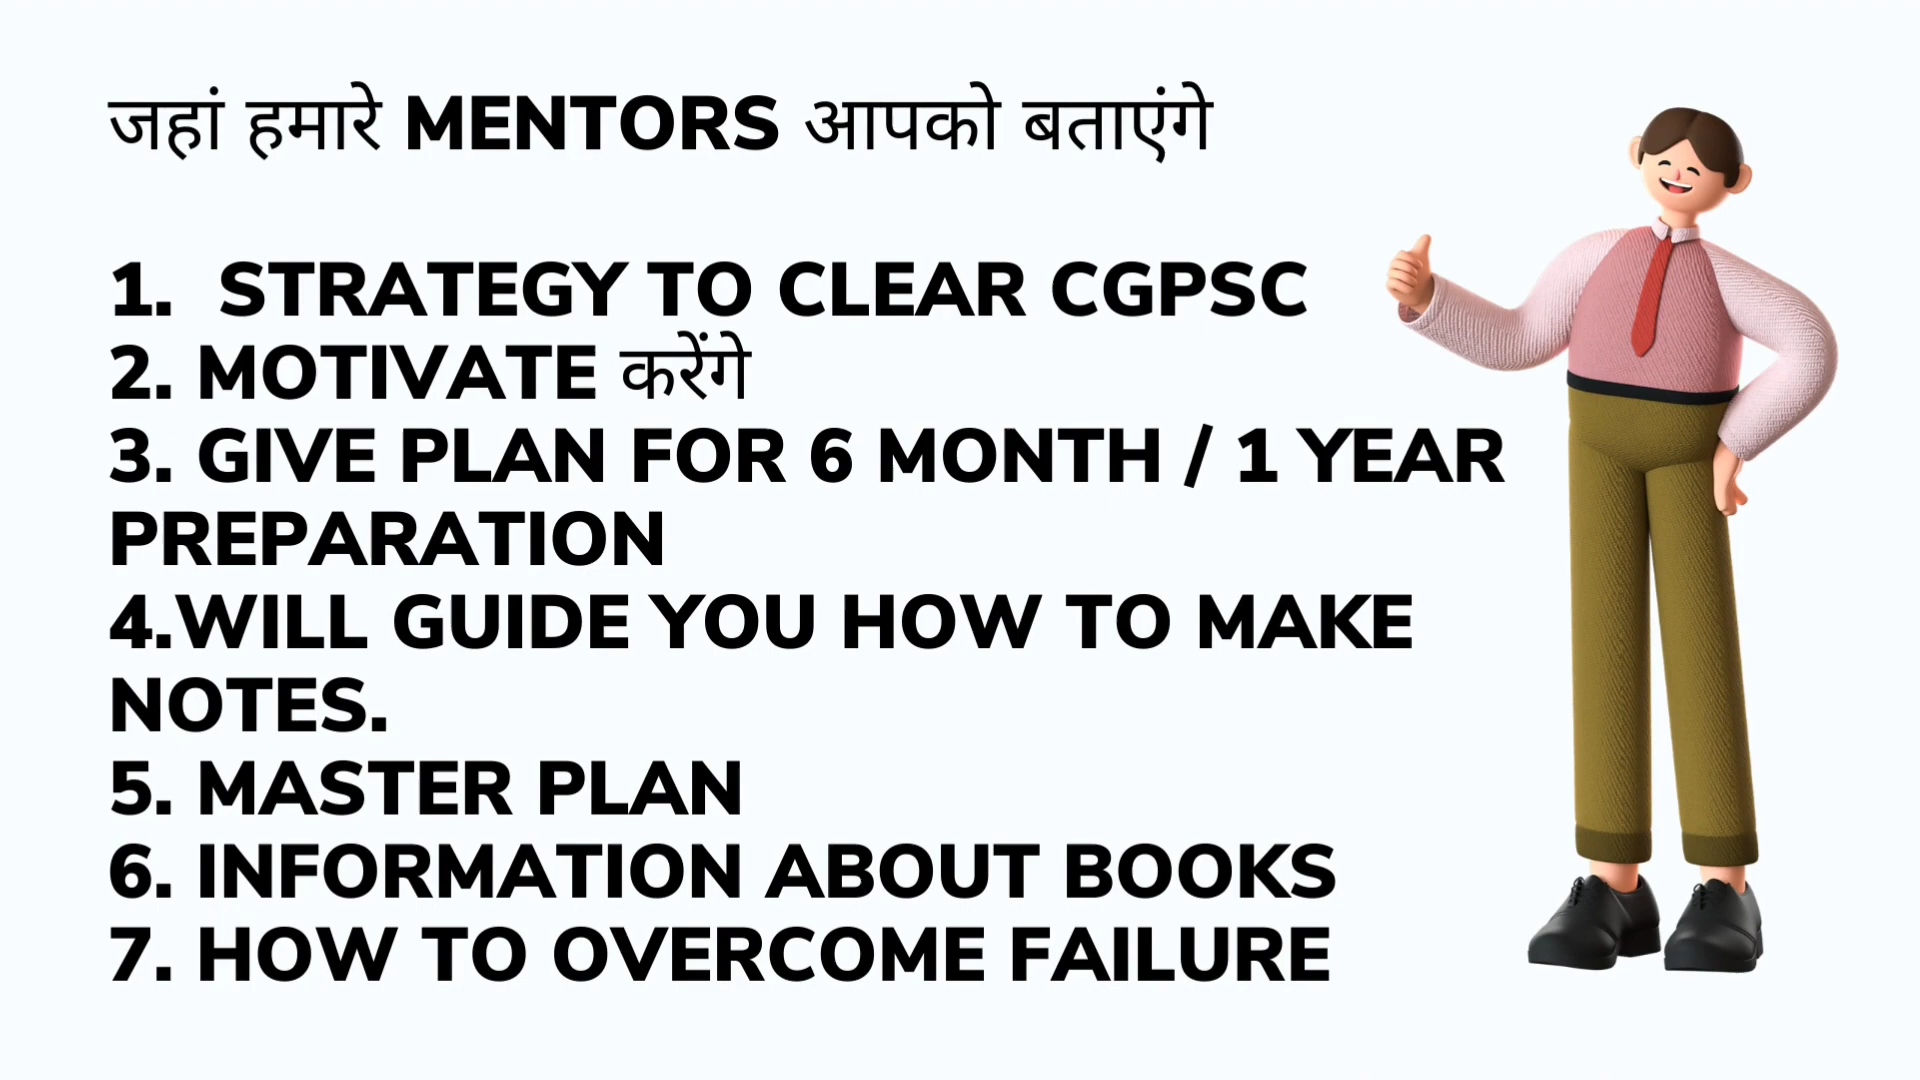 जहां हमारे MENTORS आपको बताएंगे
1. STRATEGY TO CLEAR CGPSC
2. MOTIVATE करेंगे
3. GIVE PLAN FOR 6 MONTH / 1 YEAR
PREPARATION
4.WILL GUIDE YOU HOW TO MAKE
NOTES.
5. MASTER PLAN
6. INFORMATION ABOUT BOOKS
7. HOW TO OVERCOME FAILURE